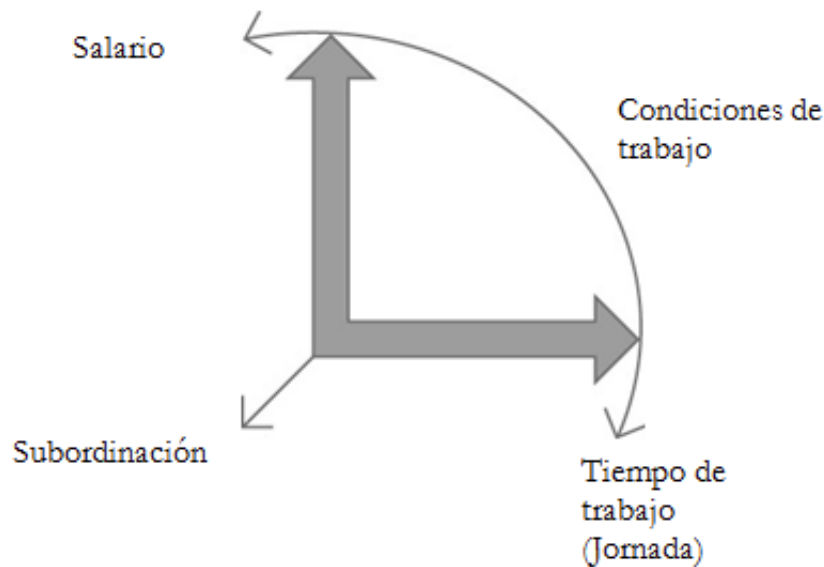 Salario
Condiciones de
trabajo
Subordinación
Tiempo de
trabajo
(Jornada)